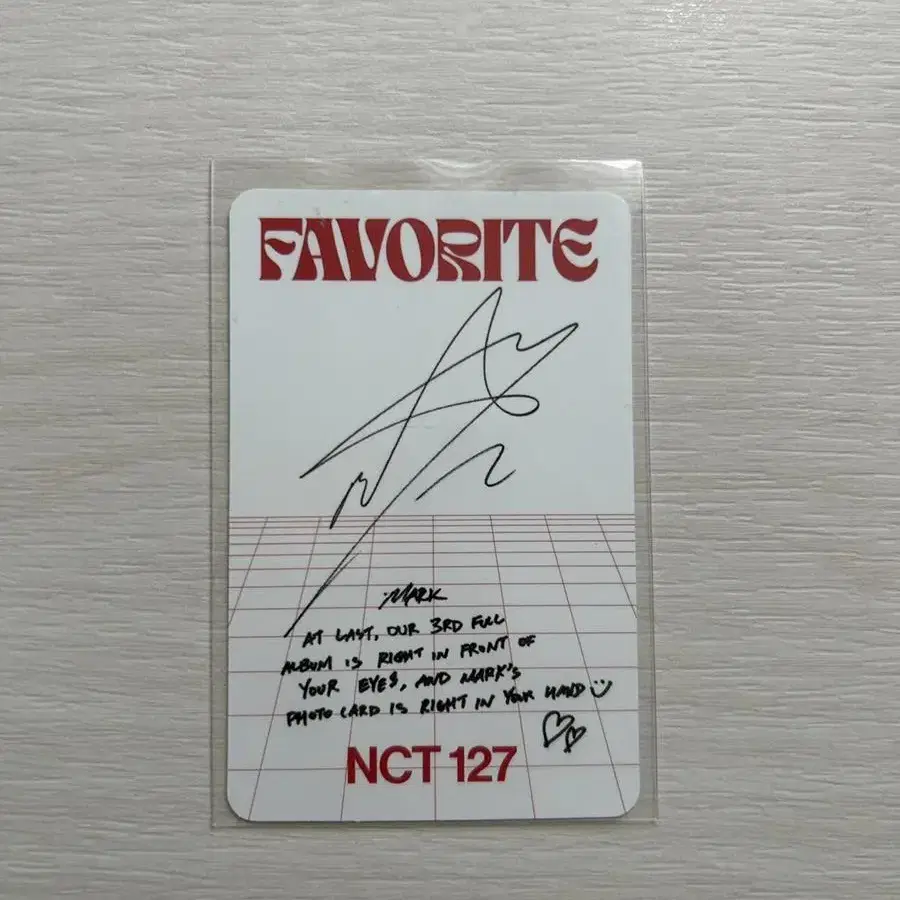 FAVORITE
MARK
AT LAST, OUR 3RD FULL
ALBUM IS RIGHT IN FRONT OF
YOUR EYES, AND MARK'S
PHOTO CARD IS RIGHT IN YOUR HAND
NCT 127